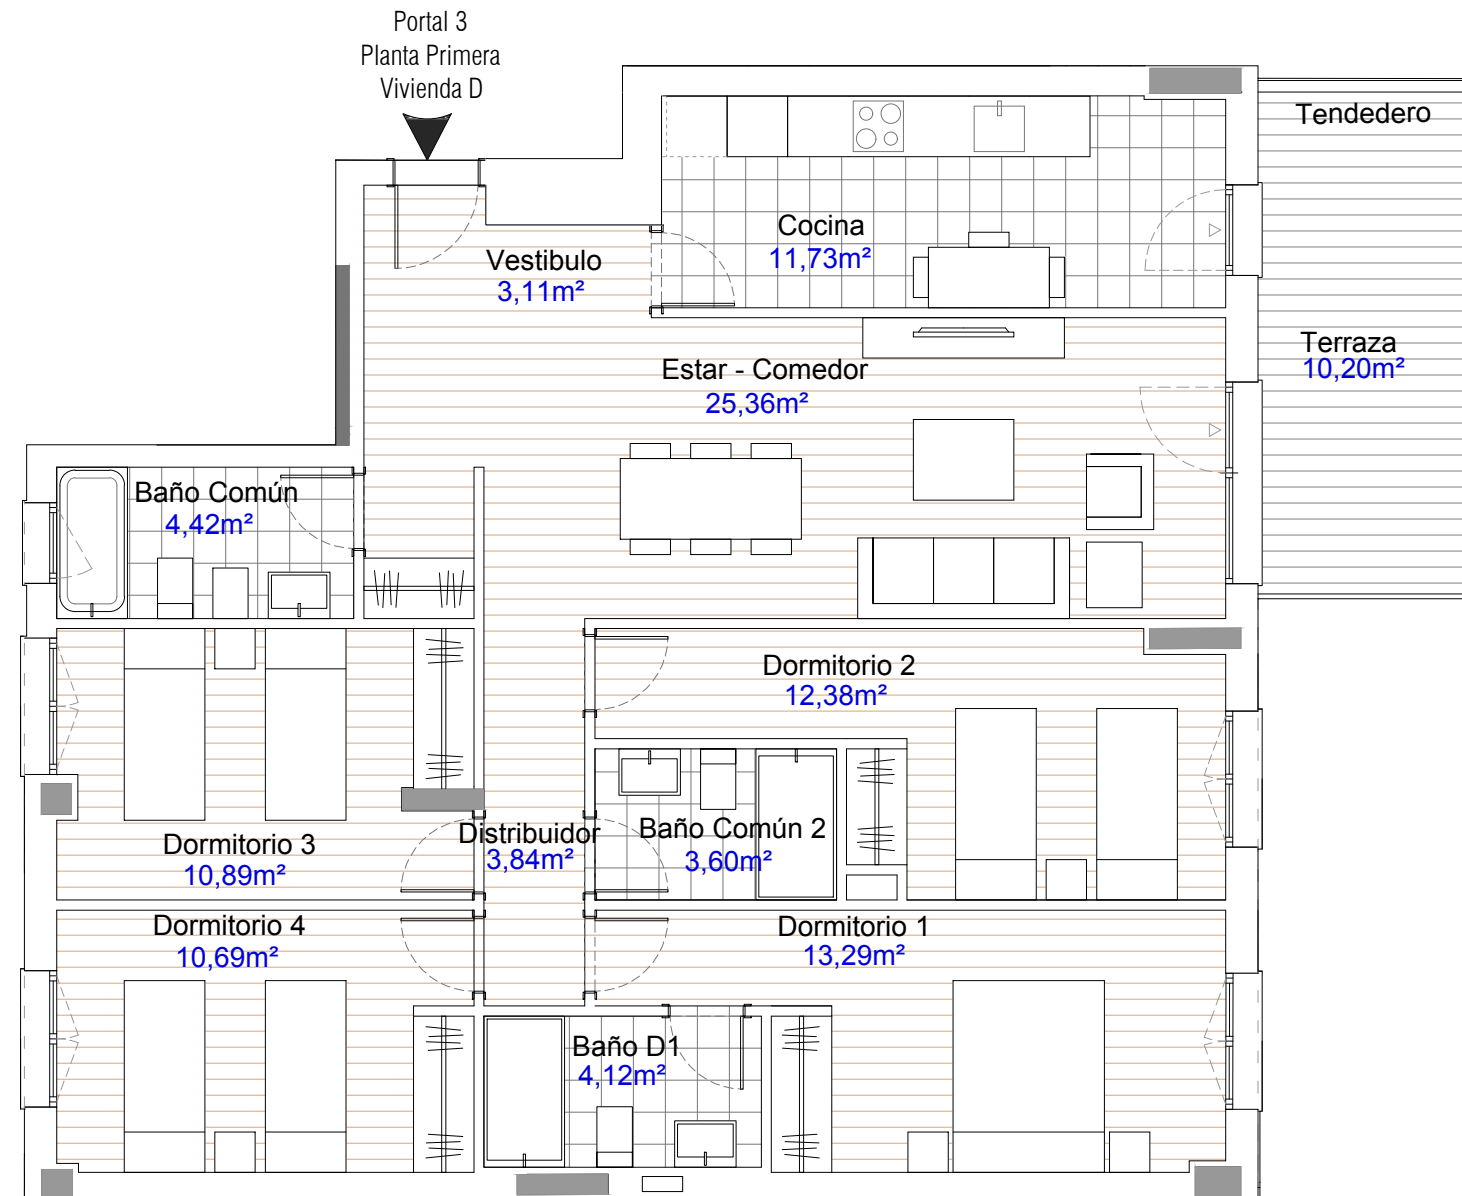 Portal 3
Planta Primera
Vivienda D
Tendedero
Cocina
11,73m²
Vestibulo
3,11m²
Terraza
10,20m²
Estar - Comedor
25,36m²
Baño Común
4,42m²
Dormitorio 2
12,38m²
Distribuidor
3,84m²
Baño Común 2
3,60m²
Dormitorio 3
10,89m²
Dormitorio 4
10,69m²
Dormitorio 1
13,29m²
Baño D1
4,12m²